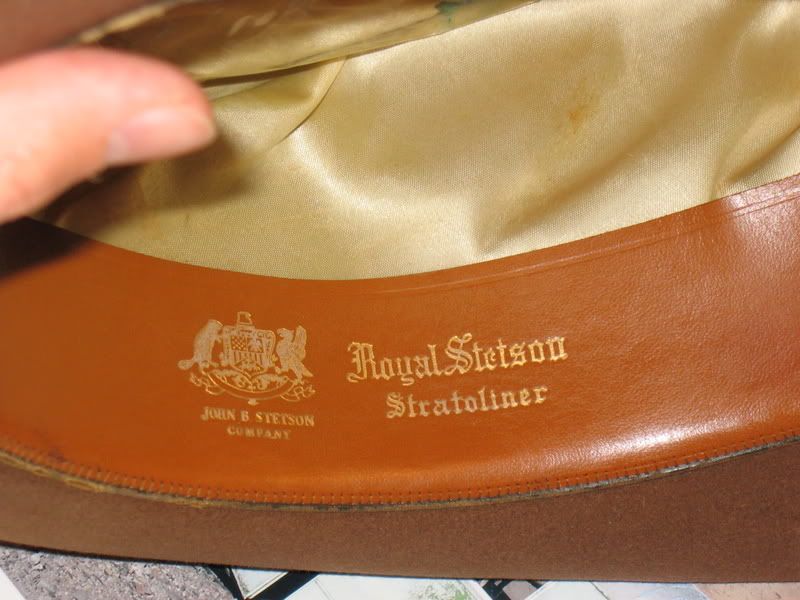 JOHN B. STETSON
COMPANY
Royal Stetson
Stratoliner